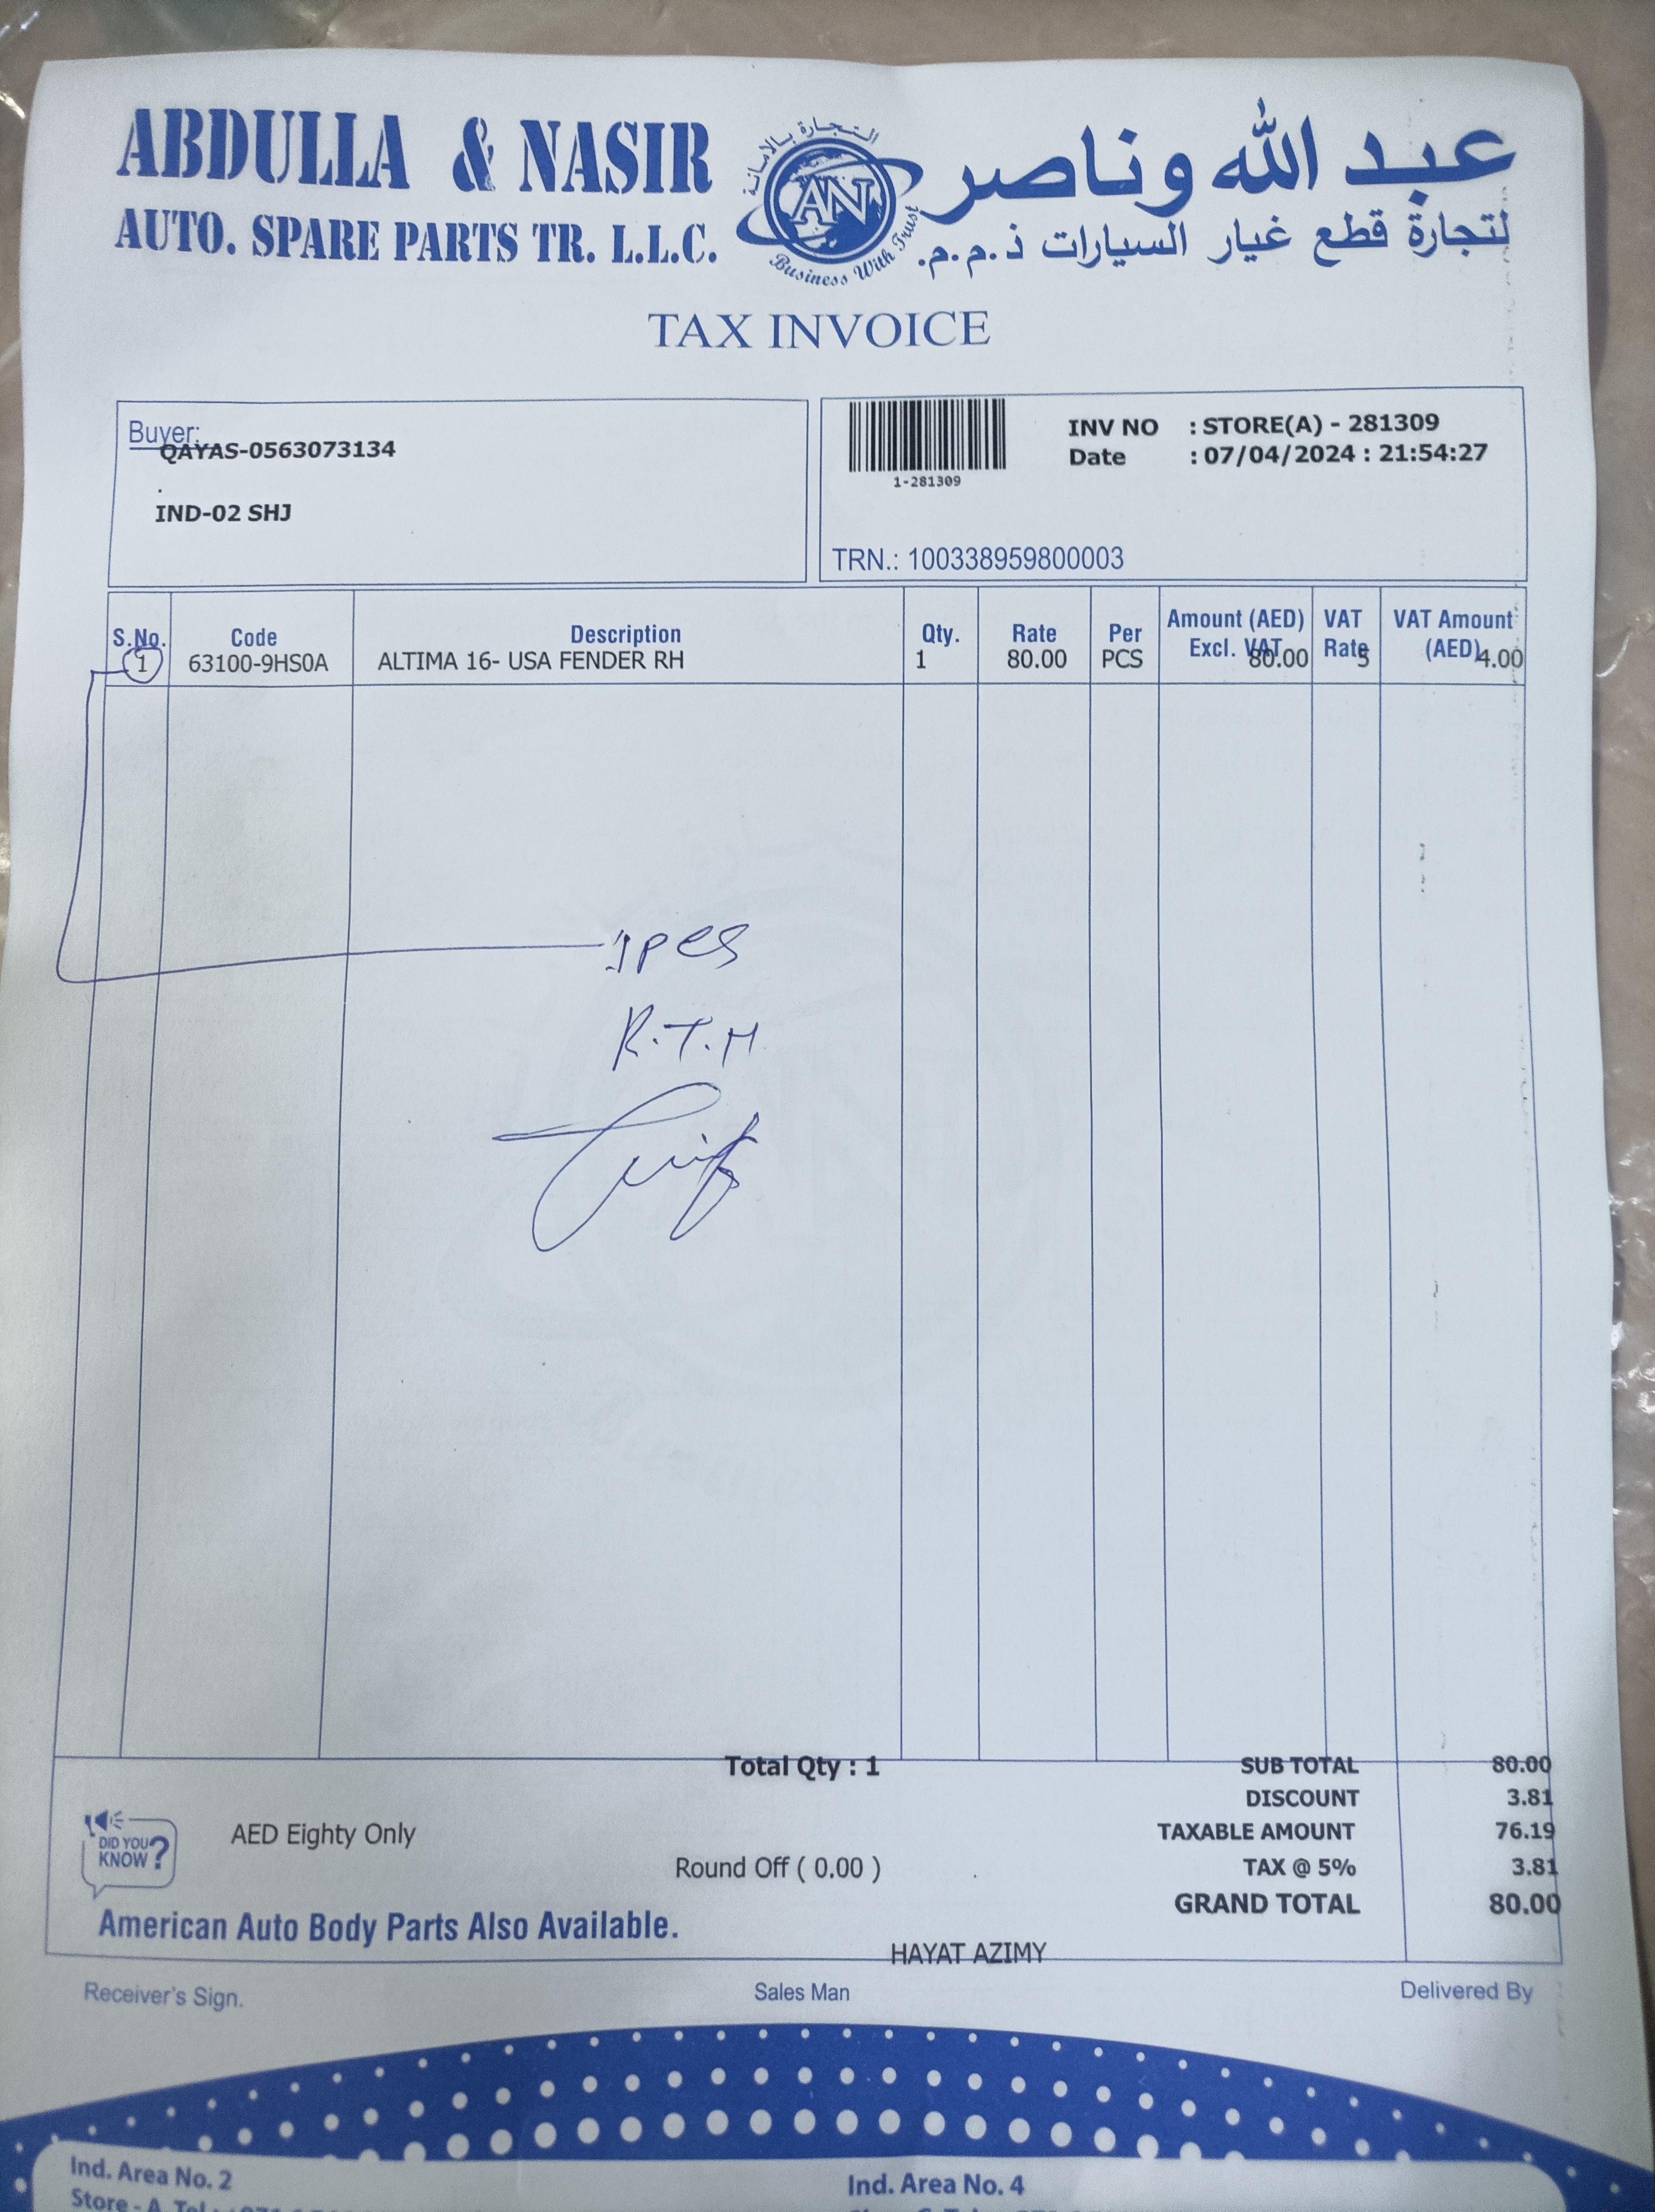 ABDULLA & NASIR
AUTO. SPARE PARTS TR. L.L.C.
التجارة بالامانة
AN
Business With Trust
عبد الله وناصر
لتجارة قطع غيار السيارات ذ.م.م.
TAX INVOICE
Buyer:
QAYAS-0563073134
.
IND-02 SHJ
1-281309
INV NO : STORE(A) - 281309
Date : 07/04/2024 : 21:54:27
TRN.: 100338959800003
S.No. Code Description Qty. Rate Per Amount (AED) Excl. VAT VAT Rate VAT Amount (AED)
1 63100-9HS0A ALTIMA 16- USA FENDER RH 1 80.00 PCS 80.00 5 4.00
1PCS
R.T.H
Total Qty : 1
SUB TOTAL 80.00
DISCOUNT 3.81
TAXABLE AMOUNT 76.19
TAX @ 5% 3.81
GRAND TOTAL 80.00
DID YOU KNOW?
AED Eighty Only
Round Off ( 0.00 )
American Auto Body Parts Also Available.
HAYAT AZIMY
Receiver's Sign. Sales Man Delivered By
Ind. Area No. 2
Store - A, Tel
Ind. Area No. 4